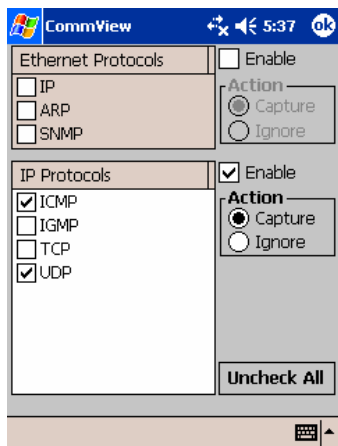 CommView 5:37 ok
Ethernet Protocols Enable
IP
ARP
SNMP
Action
Capture
Ignore
IP Protocols Enable
ICMP
IGMP
TCP
UDP
Action
Capture
Ignore
Uncheck All